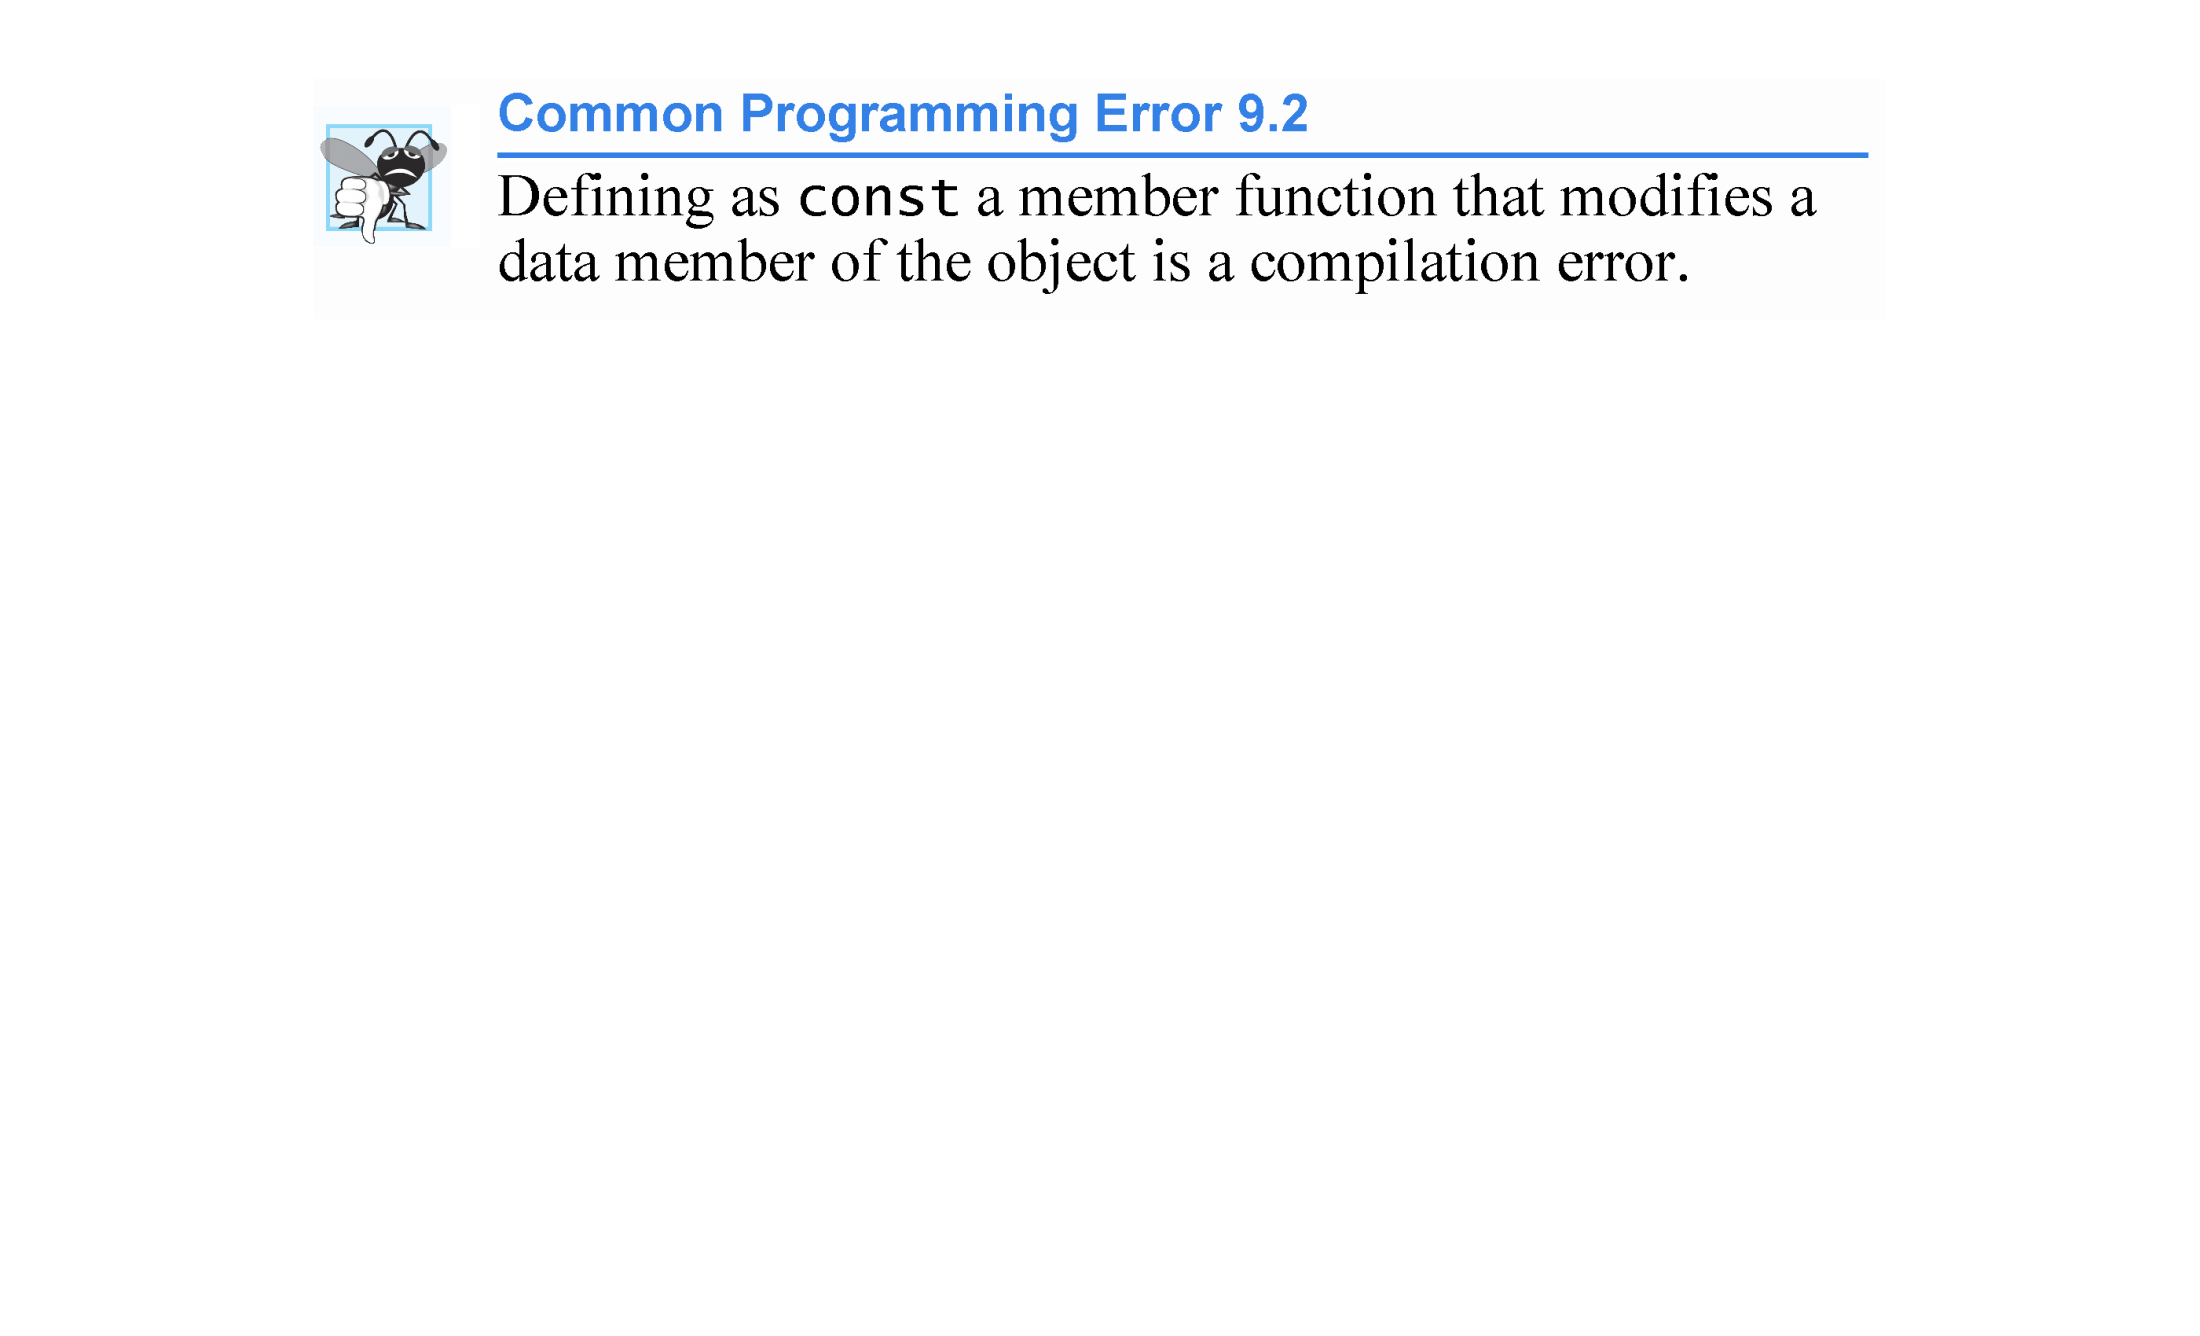 Common Programming Error 9.2
Defining as const a member function that modifies a
data member of the object is a compilation error.